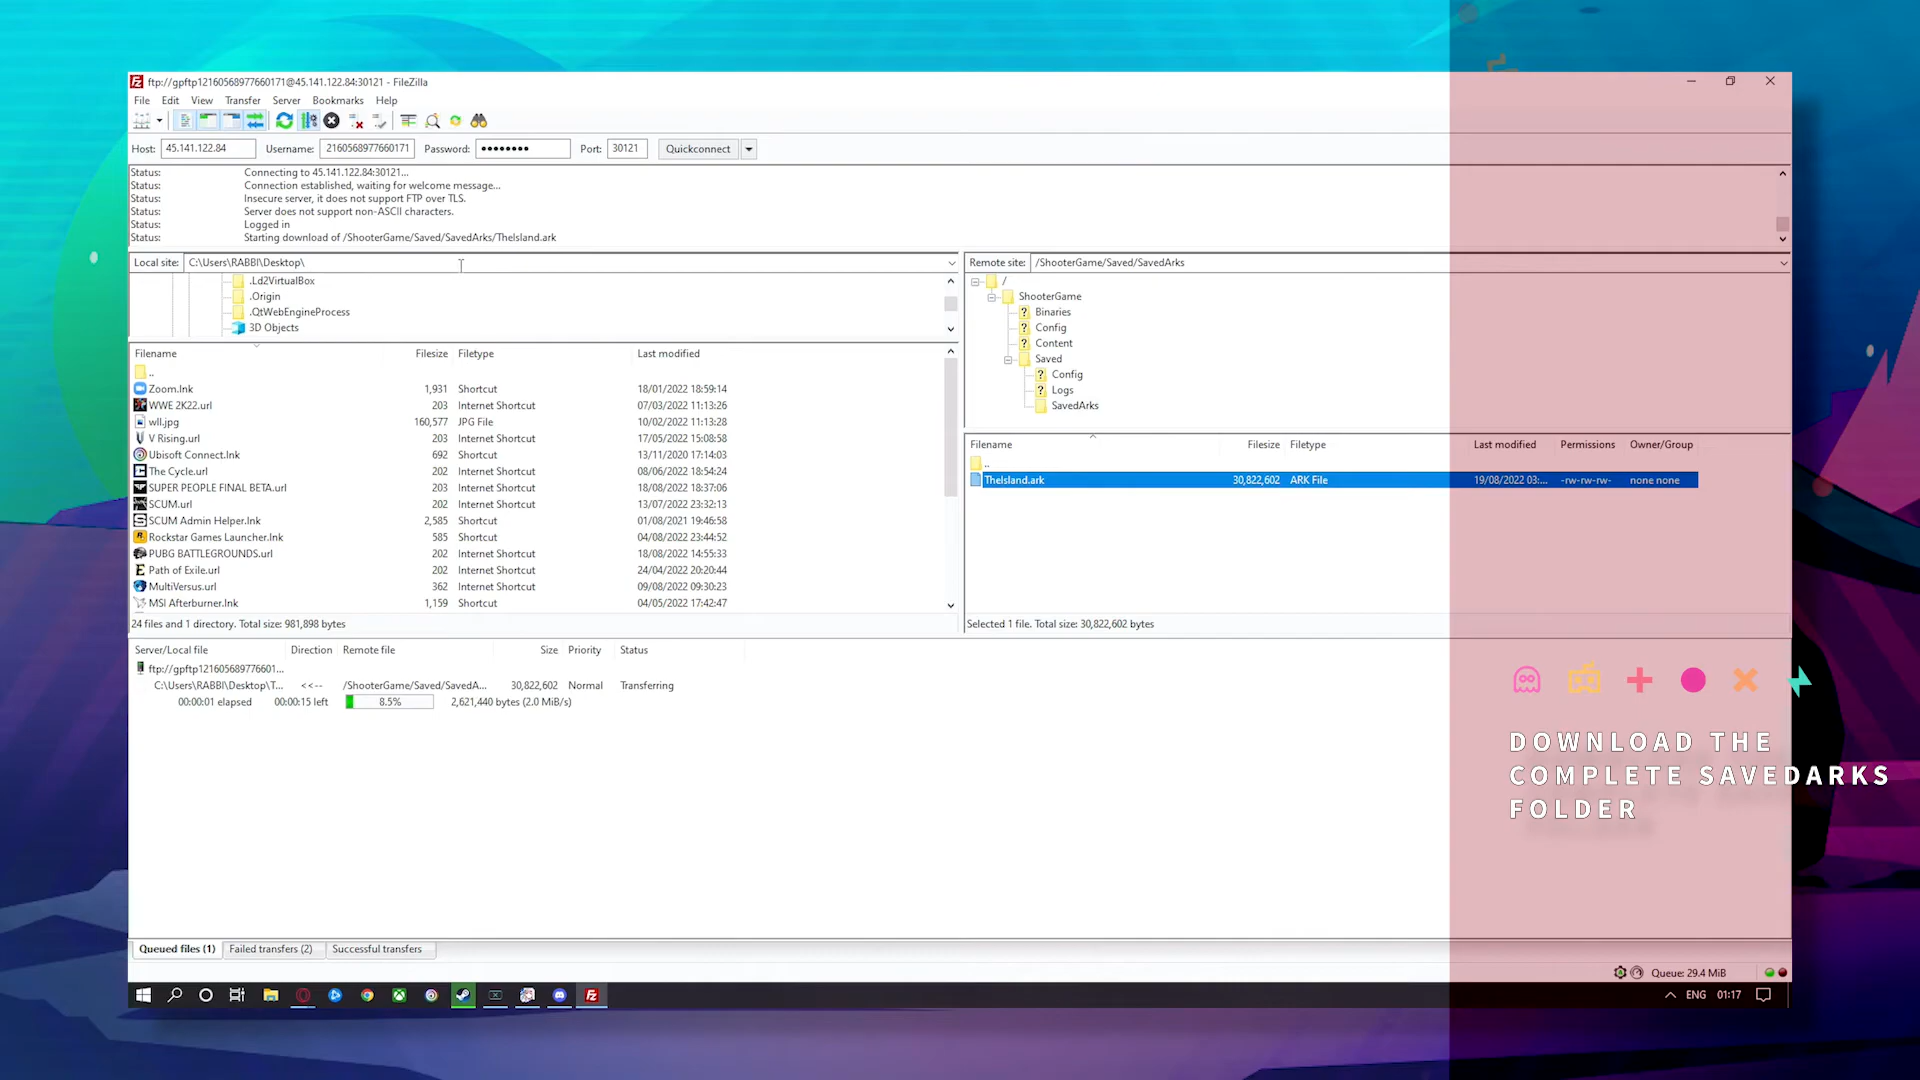 ftp://gpftp12160568977660171@45.141.122.84:30121 - FileZilla
File Edit View Transfer Server Bookmarks Help
Host: 45.141.122.84 Username: 2160568977660171 Password: ●●●●●●●● Port: 30121 Quickconnect
Status: Connecting to 45.141.122.84:30121...
Status: Connection established, waiting for welcome message...
Status: Insecure server, it does not support FTP over TLS.
Status: Server does not support non-ASCII characters.
Status: Logged in
Status: Starting download of /ShooterGame/Saved/SavedArks/TheIsland.ark
Local site: C:\Users\RABBI\Desktop\
.Ld2VirtualBox
.Origin
.QtWebEngineProcess
3D Objects
Filename Filesize Filetype Last modified
..
Zoom.lnk 1,931 Shortcut 18/01/2022 18:59:14
WWE 2K22.url 203 Internet Shortcut 07/03/2022 11:13:26
wll.jpg 160,577 JPG File 10/02/2022 11:13:28
V Rising.url 203 Internet Shortcut 17/05/2022 15:08:58
Ubisoft Connect.lnk 692 Shortcut 13/11/2020 17:14:03
The Cycle.url 202 Internet Shortcut 08/06/2022 18:54:24
SUPER PEOPLE FINAL BETA.url 203 Internet Shortcut 18/08/2022 18:37:06
SCUM.url 202 Internet Shortcut 13/07/2022 23:32:13
SCUM Admin Helper.lnk 2,585 Shortcut 01/08/2021 19:46:58
Rockstar Games Launcher.lnk 585 Shortcut 04/08/2022 23:44:52
PUBG BATTLEGROUNDS.url 202 Internet Shortcut 18/08/2022 14:55:33
Path of Exile.url 202 Internet Shortcut 24/04/2022 20:20:44
MultiVersus.url 362 Internet Shortcut 09/08/2022 09:30:23
MSI Afterburner.lnk 1,159 Shortcut 04/05/2022 17:42:47
24 files and 1 directory. Total size: 981,898 bytes
Remote site: /ShooterGame/Saved/SavedArks
/
ShooterGame
? Binaries
? Config
? Content
Saved
? Config
? Logs
SavedArks
Filename Filesize Filetype Last modified Permissions Owner/Group
..
TheIsland.ark 30,822,602 ARK File 19/08/2022 03:... -rw-rw-rw- none none
Selected 1 file. Total size: 30,822,602 bytes
Server/Local file Direction Remote file Size Priority Status
ftp://gpftp121605689776601...
C:\Users\RABBI\Desktop\T... <<-- /ShooterGame/Saved/SavedA... 30,822,602 Normal Transferring
00:00:01 elapsed 00:00:15 left 8.5% 2,621,440 bytes (2.0 MiB/s)
DOWNLOAD THE
COMPLETE SAVEDARKS
FOLDER
Queued files (1) Failed transfers (2) Successful transfers
Queue: 29.4 MiB
ENG 01:17